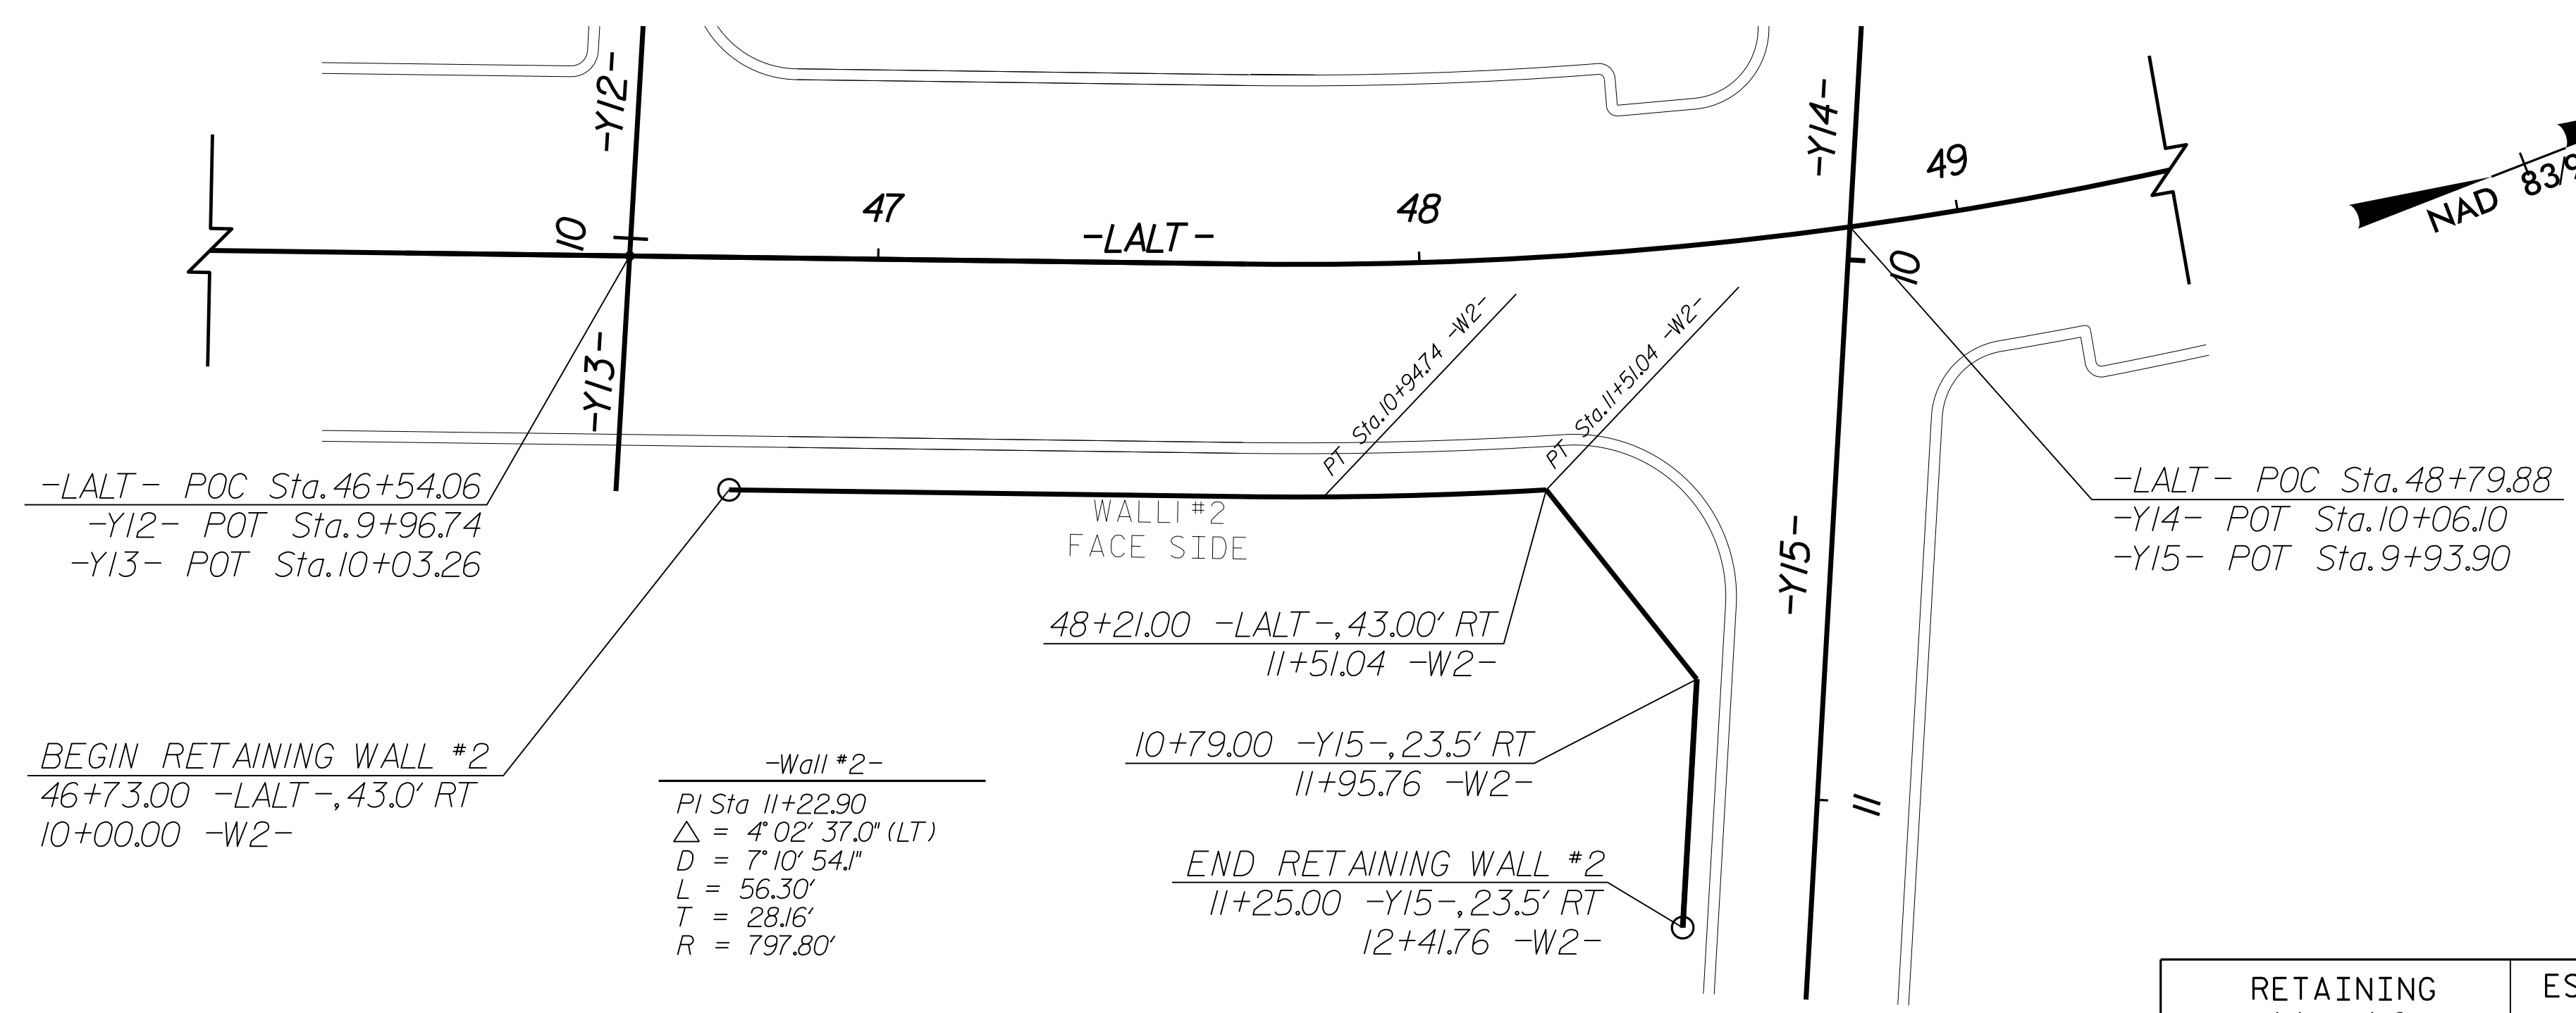 -Y12-
-Y14-
49
NAD 83/
47
48
10
-LALT-
10
-Y13-
PT Sta.10+94.74 -W2-
PT Sta.11+51.04 -W2-
-LALT- POC Sta.46+54.06
-Y12- POT Sta.9+96.74
-Y13- POT Sta.10+03.26
-LALT- POC Sta.48+79.88
-Y14- POT Sta.10+06.10
-Y15- POT Sta.9+93.90
WALL1 #2
FACE SIDE
-Y15-
48+21.00 -LALT-, 43.00' RT
11+51.04 -W2-
BEGIN RETAINING WALL #2
46+73.00 -LALT-, 43.0' RT
10+00.00 -W2-
10+79.00 -Y15-, 23.5' RT
11+95.76 -W2-
11
-Wall #2-
PI Sta 11+22.90
△ = 4° 02' 37.0" (LT)
D = 7° 10' 54.1"
L = 56.30'
T = 28.16'
R = 797.80'
END RETAINING WALL #2
11+25.00 -Y15-, 23.5' RT
12+41.76 -W2-
RETAINING
ES